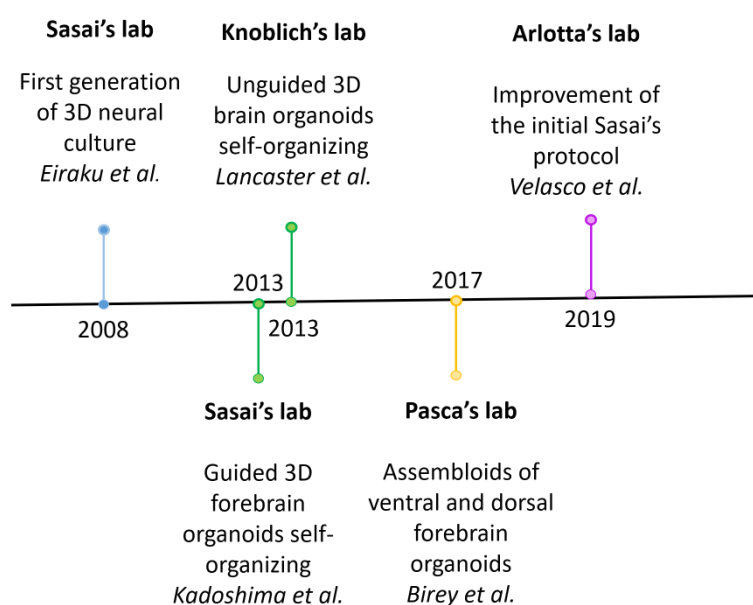 Sasai’s lab
First generation
of 3D neural
culture
Eiraku et al.
Knoblich’s lab
Unguided 3D
brain organoids
self-organizing
Lancaster et al.
Arlotta’s lab
Improvement of
the initial Sasai’s
protocol
Velasco et al.
2008
2013
2013
2017
2019
Sasai’s lab
Guided 3D
forebrain
organoids self-
organizing
Kadoshima et al.
Pasca’s lab
Assembloids of
ventral and dorsal
forebrain
organoids
Birey et al.